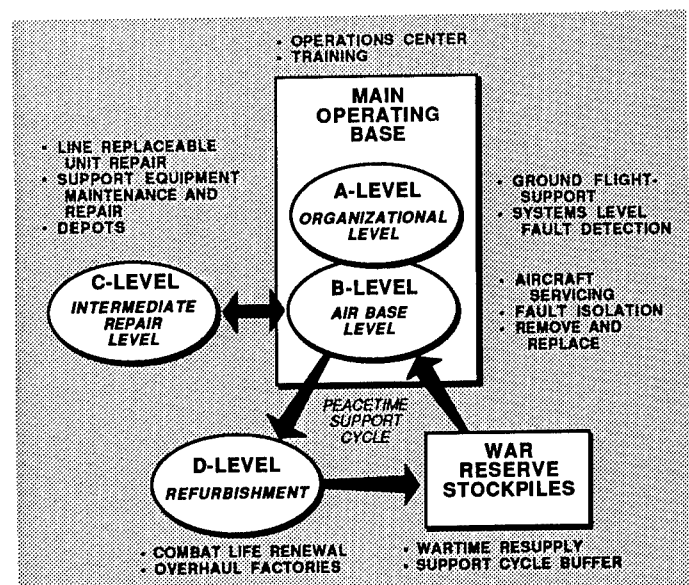 • OPERATIONS CENTER
• TRAINING
MAIN
OPERATING
BASE
• LINE REPLACEABLE
UNIT REPAIR
• SUPPORT EQUIPMENT
MAINTENANCE AND
REPAIR
• DEPOTS
A-LEVEL
ORGANIZATIONAL
LEVEL
• GROUND FLIGHT-
SUPPORT
• SYSTEMS LEVEL
FAULT DETECTION
C-LEVEL
INTERMEDIATE
REPAIR
LEVEL
B-LEVEL
AIR BASE
LEVEL
• AIRCRAFT
SERVICING
• FAULT ISOLATION
• REMOVE AND
REPLACE
PEACETIME
SUPPORT
CYCLE
D-LEVEL
REFURBISHMENT
WAR
RESERVE
STOCKPILES
• COMBAT LIFE RENEWAL
• OVERHAUL FACTORIES
• WARTIME RESUPPLY
• SUPPORT CYCLE BUFFER